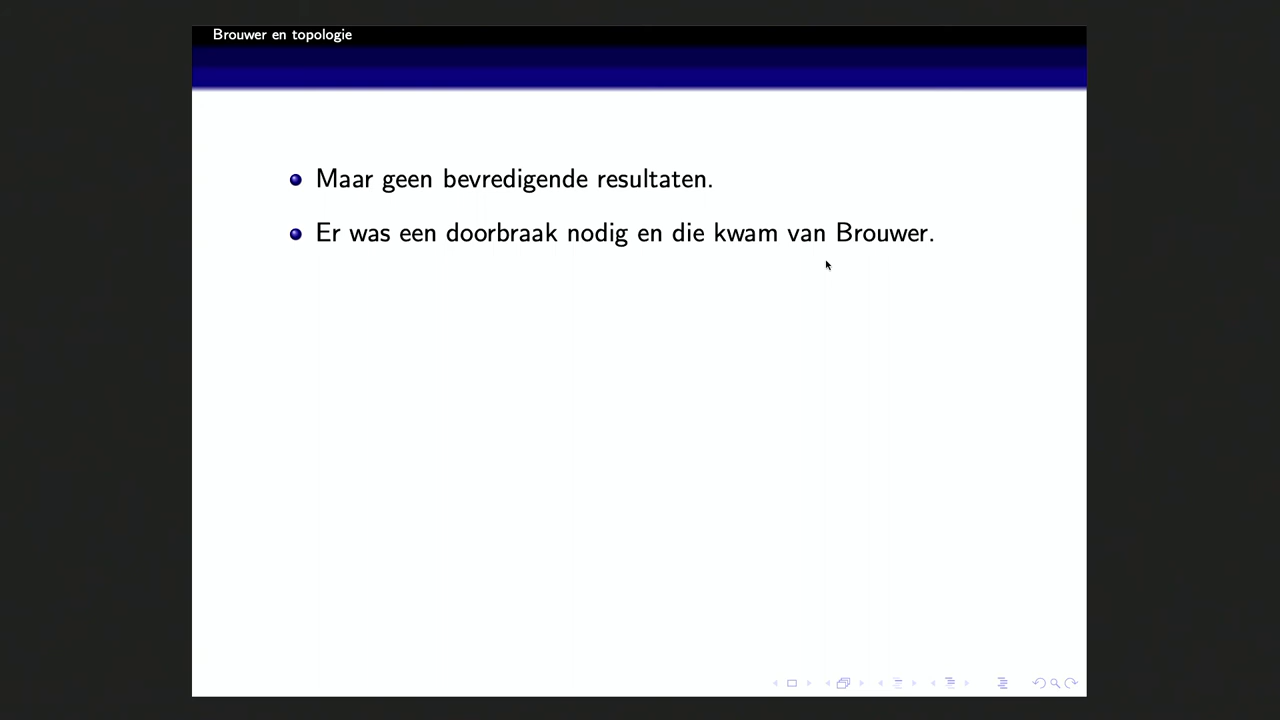 Brouwer en topologie
Maar geen bevredigende resultaten.
Er was een doorbraak nodig en die kwam van Brouwer.